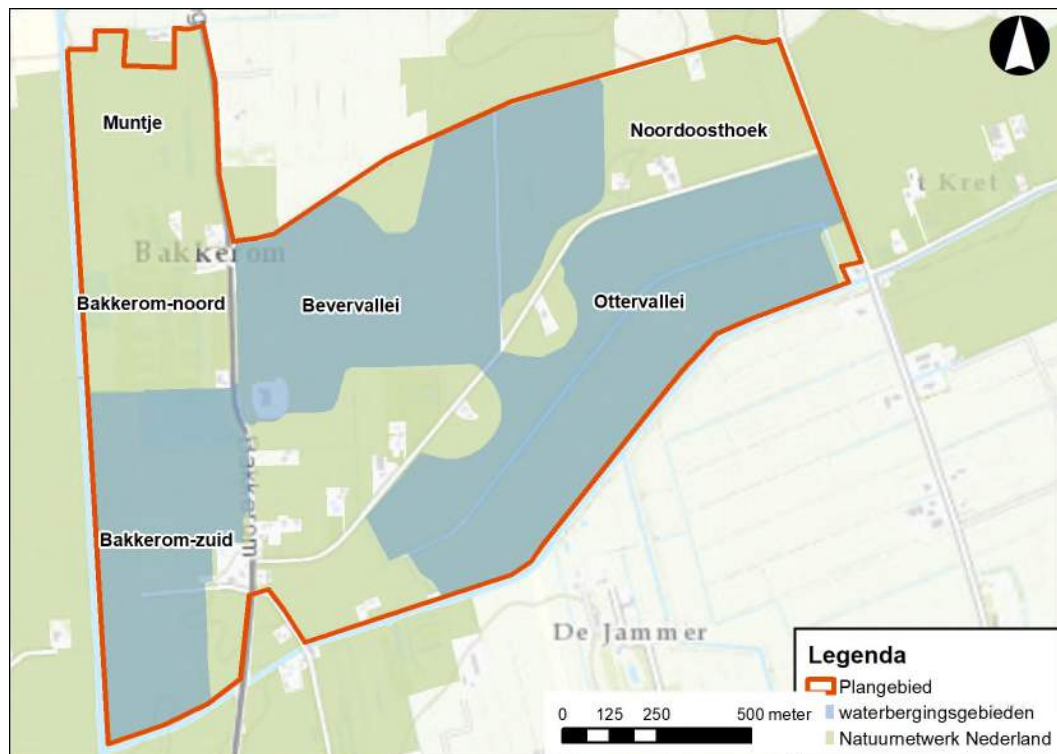 Muntje
Noordoosthoek
't Kret
Bakkerom
Bakkerom-noord
Bevervallei
Ottervallei
Bakkerom
Bakkerom-zuid
De Jammer
Legenda
Plangebied
waterbergingsgebieden
Natuurnetwerk Nederland
0 125 250 500 meter